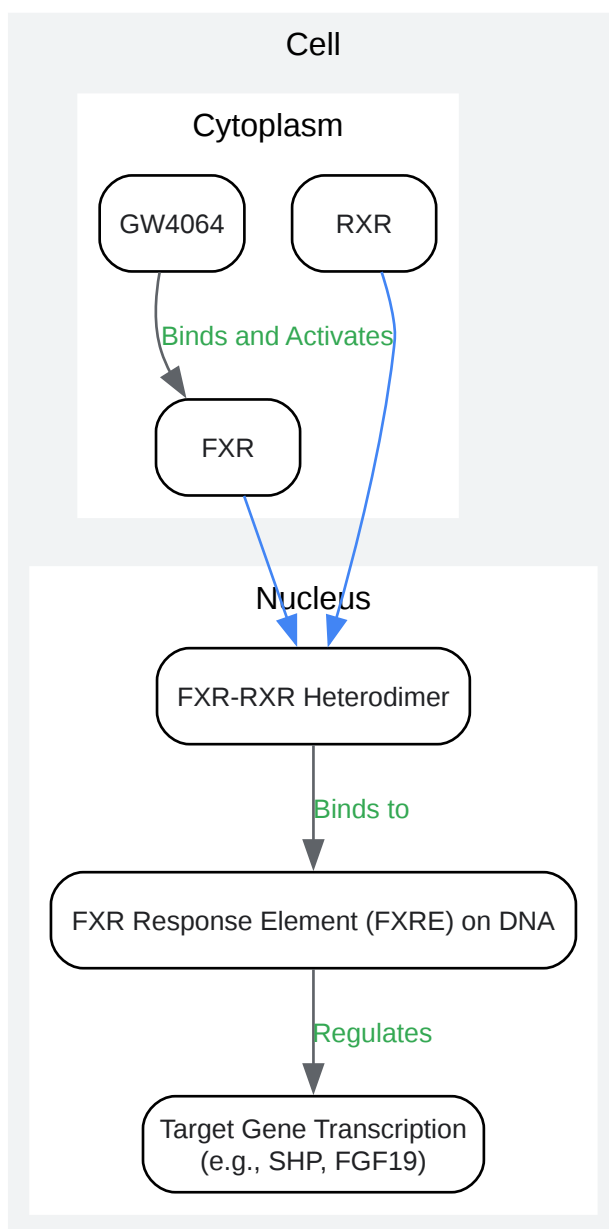 Cell
Cytoplasm
GW4064
RXR
Binds and Activates
FXR
Nucleus
FXR-RXR Heterodimer
Binds to
FXR Response Element (FXRE) on DNA
Regulates
Target Gene Transcription
(e.g., SHP, FGF19)